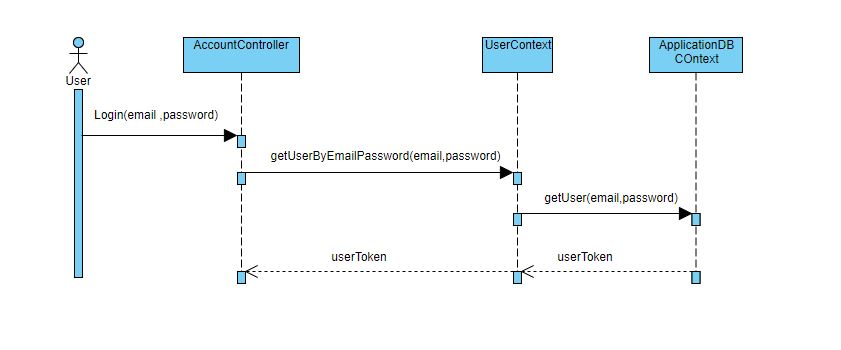 AccountController
UserContext
ApplicationDB
COntext
User
Login(email ,password)
getUserByEmailPassword(email,password)
getUser(email,password)
userToken
userToken